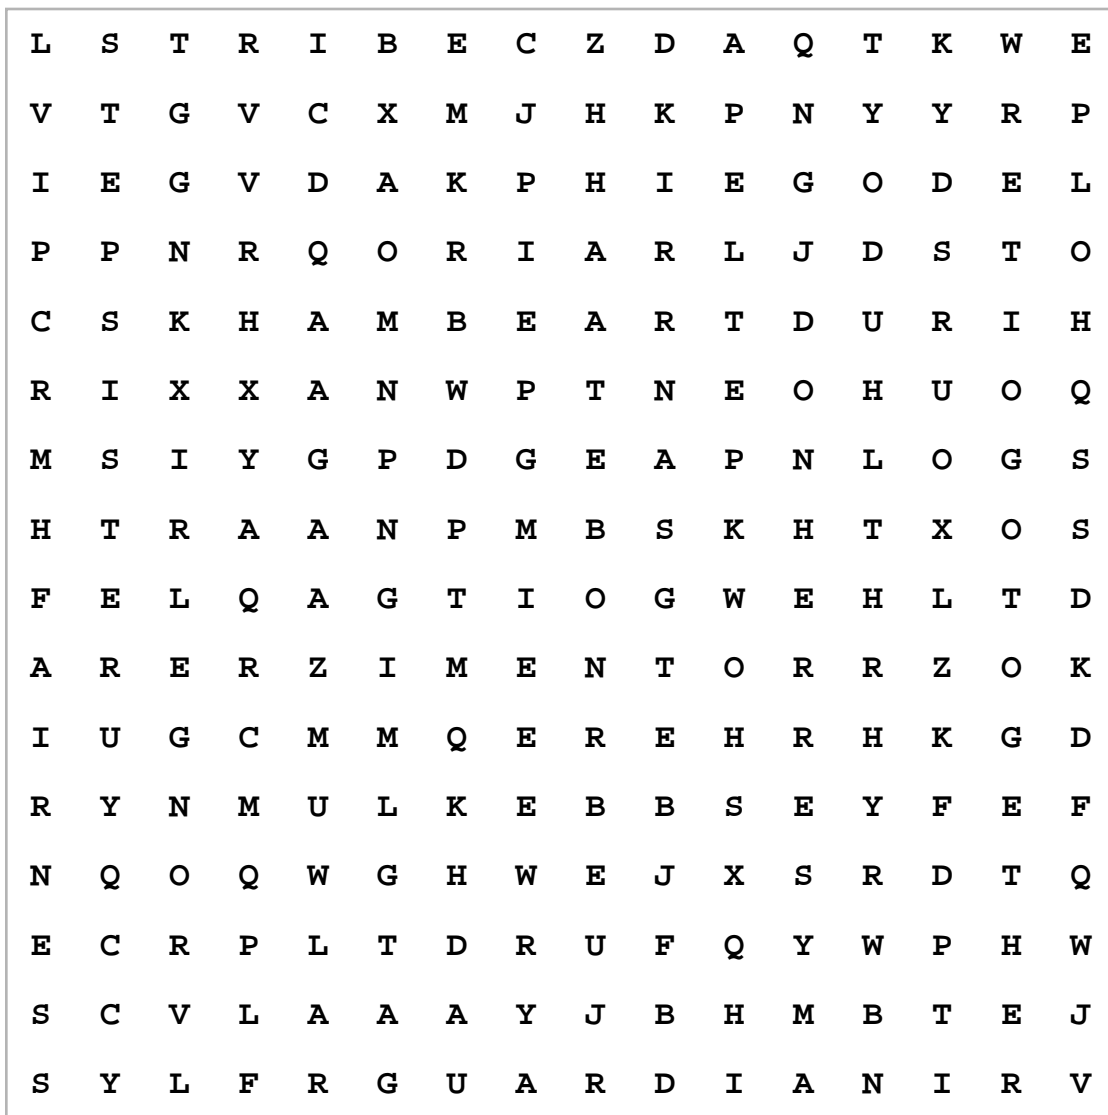 L S T R I B E C Z D A Q T K W E
V T G V C X M J H K P N Y Y R P
I E G V D A K P H I E G O D E L
P P N R Q O R I A R L J D S T O
C S K H A M B E A R T D U R I H
R I X X A N W P T N E O H U O Q
M S I Y G P D G E A P N L O G S
H T R A A N P M B S K H T X O S
F E L Q A G T I O G W E H L T D
A R E R Z I M E N T O R R Z O K
I U G C M M Q E R E H R H K G D
R Y N M U L K E B B S E Y F E F
N Q O Q W G H W E J X S R D T Q
E C R P L T D R U F Q Y W P H W
S C V L A A A Y J B H M B T E J
S Y L F R G U A R D I A N I R V